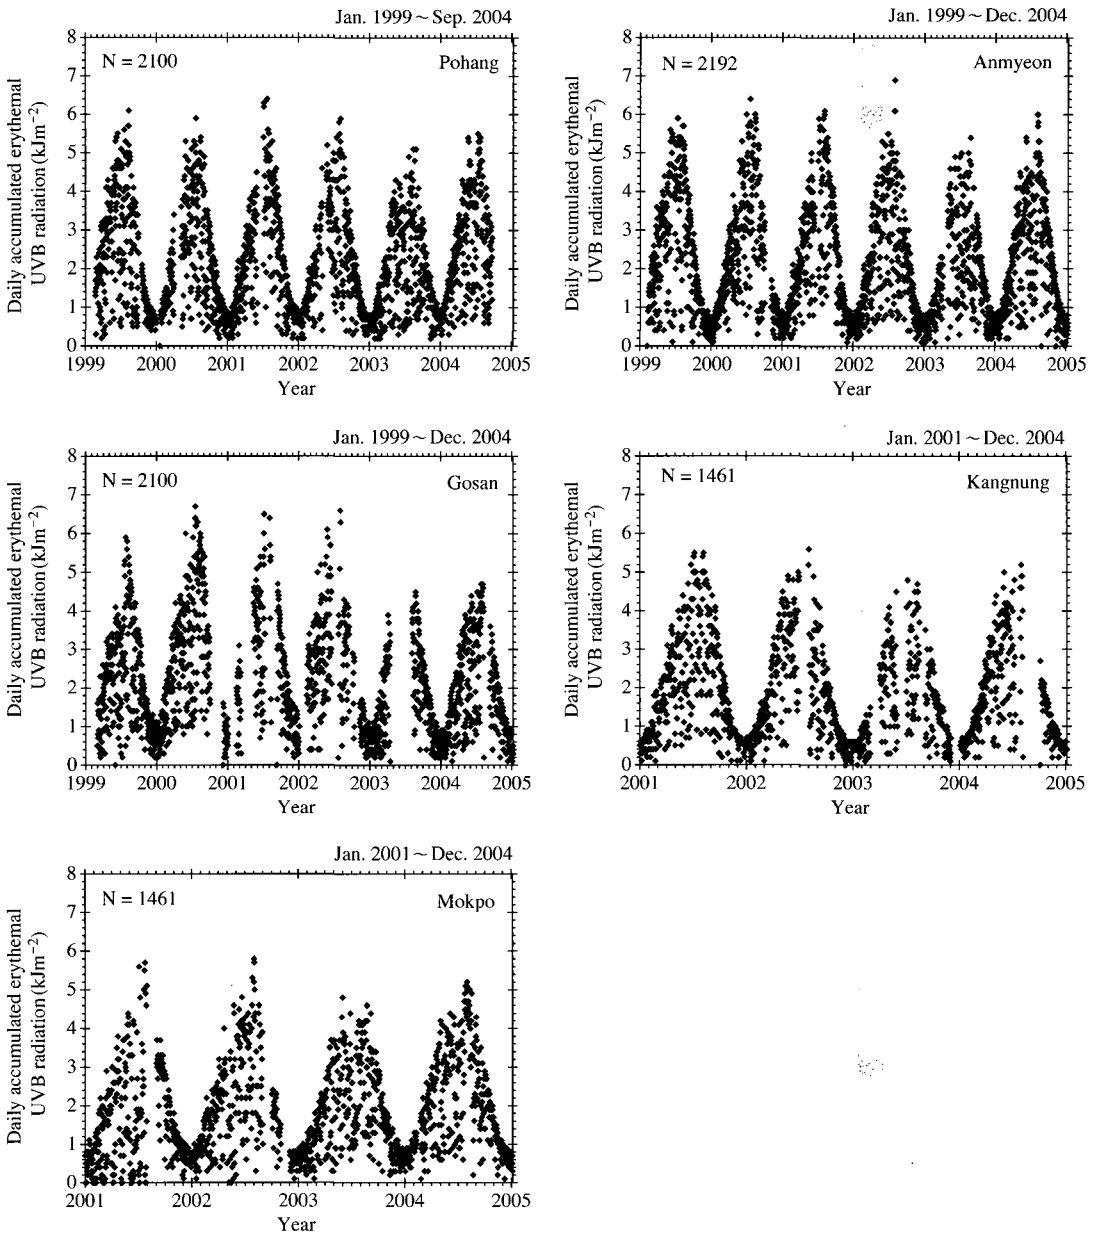 Jan. 1999 ~ Sep. 2004
N = 2100
Pohang
Daily accumulated erythemal
UVB radiation (kJm⁻²)
8
7
6
5
4
3
2
1
0
1999 2000 2001 2002 2003 2004 2005
Year
Jan. 1999 ~ Dec. 2004
N = 2192
Anmyeon
Daily accumulated erythemal
UVB radiation (kJm⁻²)
8
7
6
5
4
3
2
1
0
1999 2000 2001 2002 2003 2004 2005
Year
Jan. 1999 ~ Dec. 2004
N = 2100
Gosan
Daily accumulated erythemal
UVB radiation (kJm⁻²)
8
7
6
5
4
3
2
1
0
1999 2000 2001 2002 2003 2004 2005
Year
Jan. 2001 ~ Dec. 2004
N = 1461
Kangnung
Daily accumulated erythemal
UVB radiation (kJm⁻²)
8
7
6
5
4
3
2
1
0
2001 2002 2003 2004 2005
Year
Jan. 2001 ~ Dec. 2004
N = 1461
Mokpo
Daily accumulated erythemal
UVB radiation (kJm⁻²)
8
7
6
5
4
3
2
1
0
2001 2002 2003 2004 2005
Year